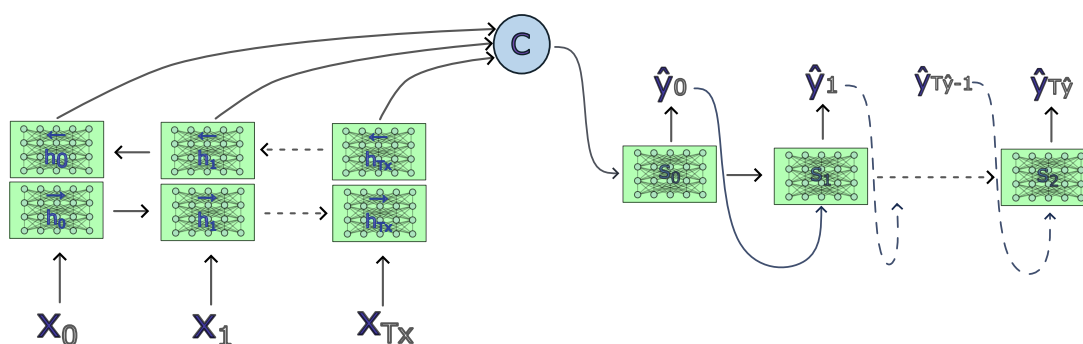 C
ŷ0 ŷ1 ŷTŷ-1 ŷTŷ
h0 h1 hTx
S0 S1 S2
h0 h1 hTx
x0 x1 xTx